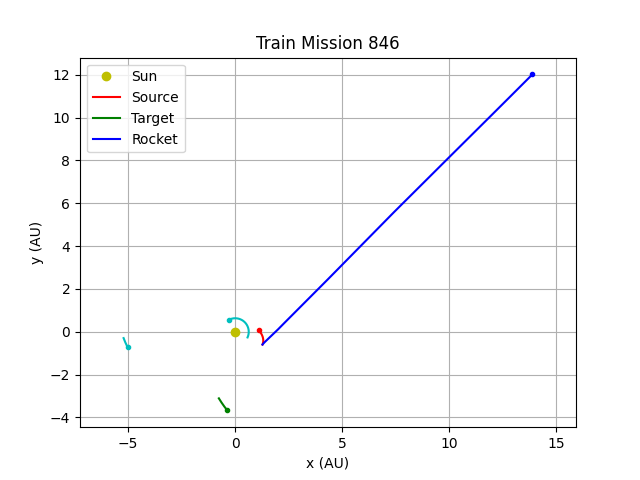 Train Mission 846
Sun
Source
Target
Rocket
12
10
8
6
4
2
0
−2
−4
y (AU)
−5
0
5
10
15
x (AU)